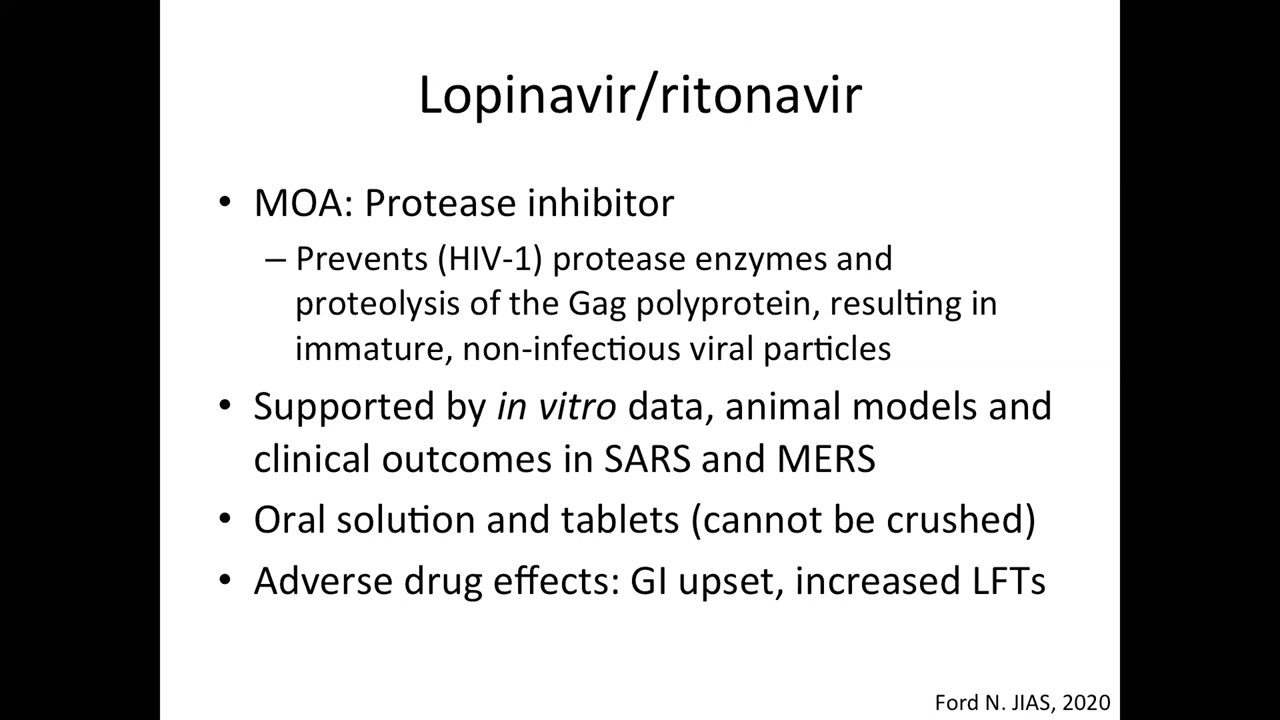 Lopinavir/ritonavir
• MOA: Protease inhibitor
– Prevents (HIV-1) protease enzymes and
proteolysis of the Gag polyprotein, resulting in
immature, non-infectious viral particles
• Supported by in vitro data, animal models and
clinical outcomes in SARS and MERS
• Oral solution and tablets (cannot be crushed)
• Adverse drug effects: GI upset, increased LFTs
Ford N. JIAS, 2020